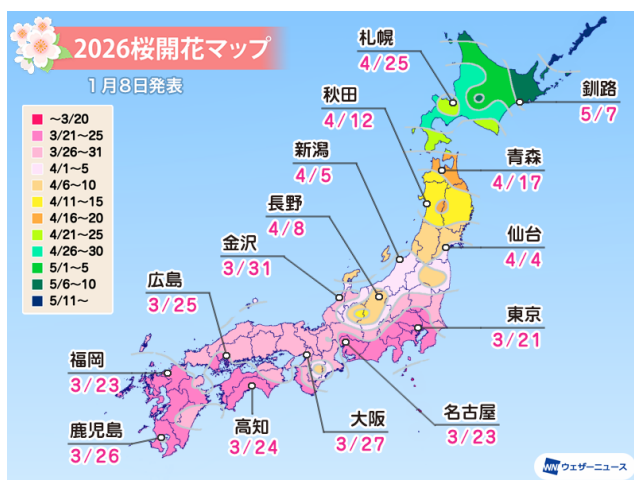 2026桜開花マップ
1月8日発表
~3/20
3/21~25
3/26~31
4/1~5
4/6~10
4/11~15
4/16~20
4/21~25
4/26~30
5/1~5
5/6~10
5/11~
札幌
4/25
釧路
5/7
秋田
4/12
青森
4/17
新潟
4/5
長野
4/8
仙台
4/4
金沢
3/31
広島
3/25
東京
3/21
福岡
3/23
鹿児島
3/26
高知
3/24
大阪
3/27
名古屋
3/23
ウェザーニュース